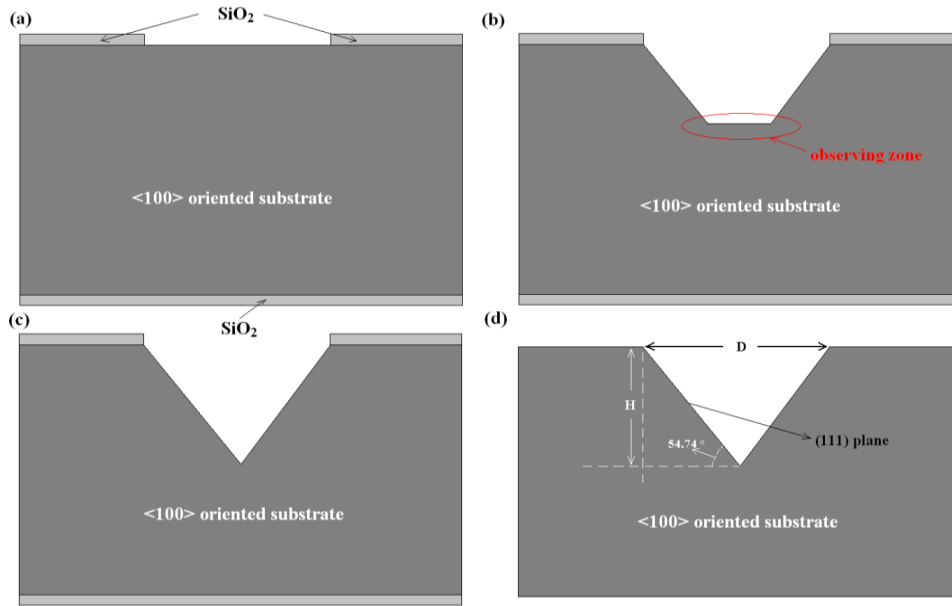 (a)
SiO₂
<100> oriented substrate
SiO₂
(b)
observing zone
<100> oriented substrate
(c)
<100> oriented substrate
(d)
D
H
54.74 °
(111) plane
<100> oriented substrate